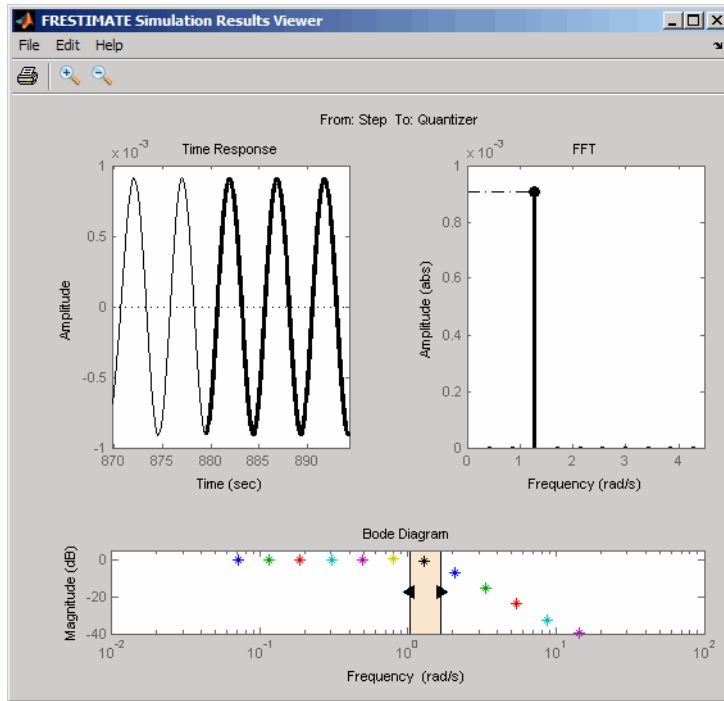 FRESTIMATE Simulation Results Viewer
File Edit Help
From: Step To: Quantizer
Time Response
x 10^-3
1
0.5
0
-0.5
-1
Amplitude
870 875 880 885 890
Time (sec)
FFT
x 10^-3
1
0.8
0.6
0.4
0.2
0
Amplitude (abs)
0 1 2 3 4
Frequency (rad/s)
Bode Diagram
0
-20
-40
Magnitude (dB)
10^-2 10^-1 10^0 10^1 10^2
Frequency (rad/s)